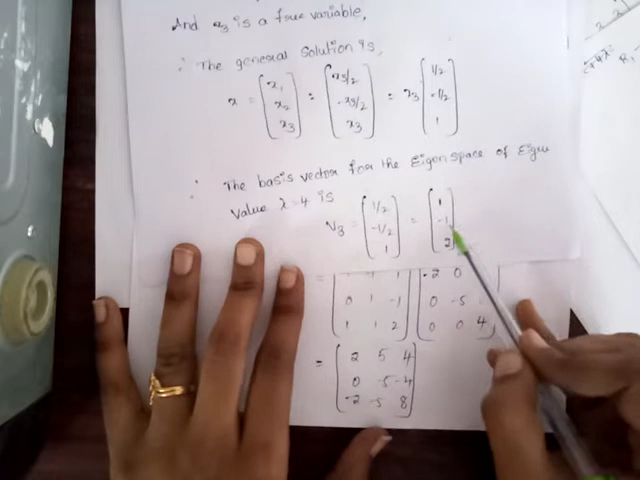 And x3 is a free variable,
∴ The general Solution is,
x = (x1 x2 x3) = (x3/2 -x3/2 x3) = x3 (1/2 -1/2 1)
∴ The basis vector for the Eigen space of Eigen
Value λ=4 is
V3 = (1/2 -1/2 1) = (1 -1 2)
= 1 -2 0
0 1 -1 0 -5
1 1 2 0 0 4
= 2 5 4
0 -5 -4
-2 -5 8